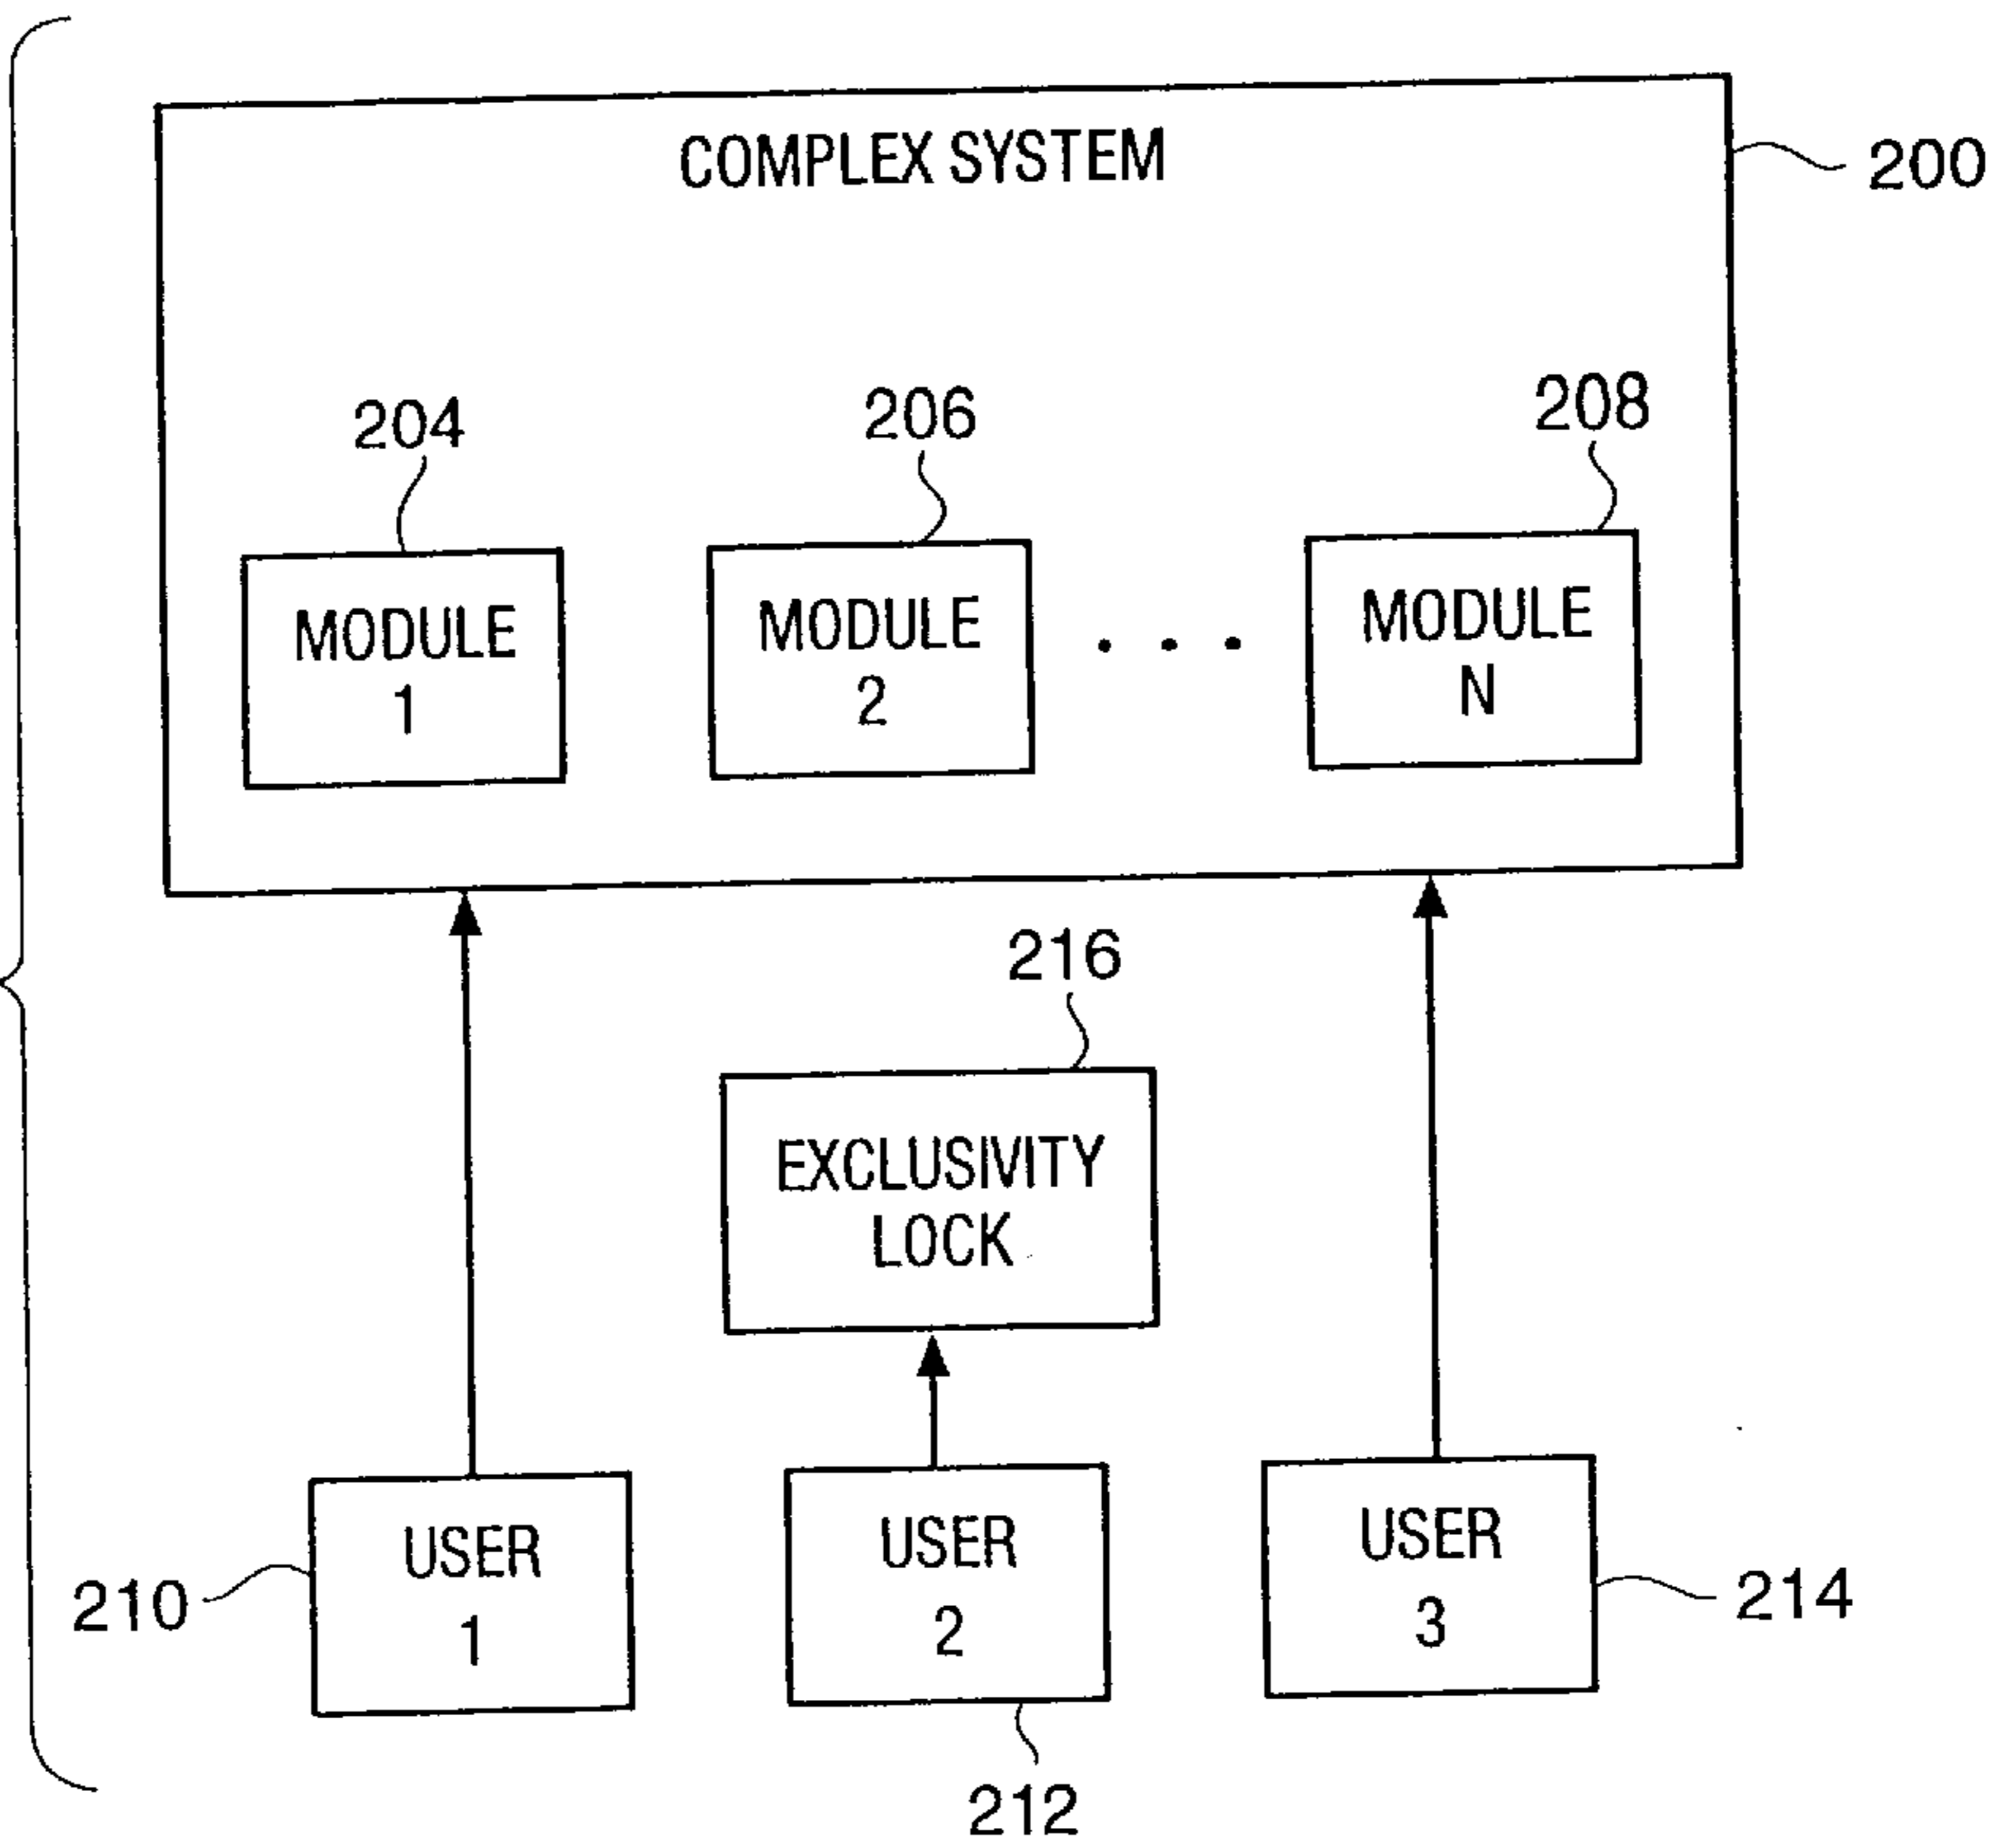 COMPLEX SYSTEM
200
204
206
208
MODULE
1
MODULE
2
. . .
MODULE
N
216
EXCLUSIVITY
LOCK
USER
1
USER
2
USER
3
210
214
212